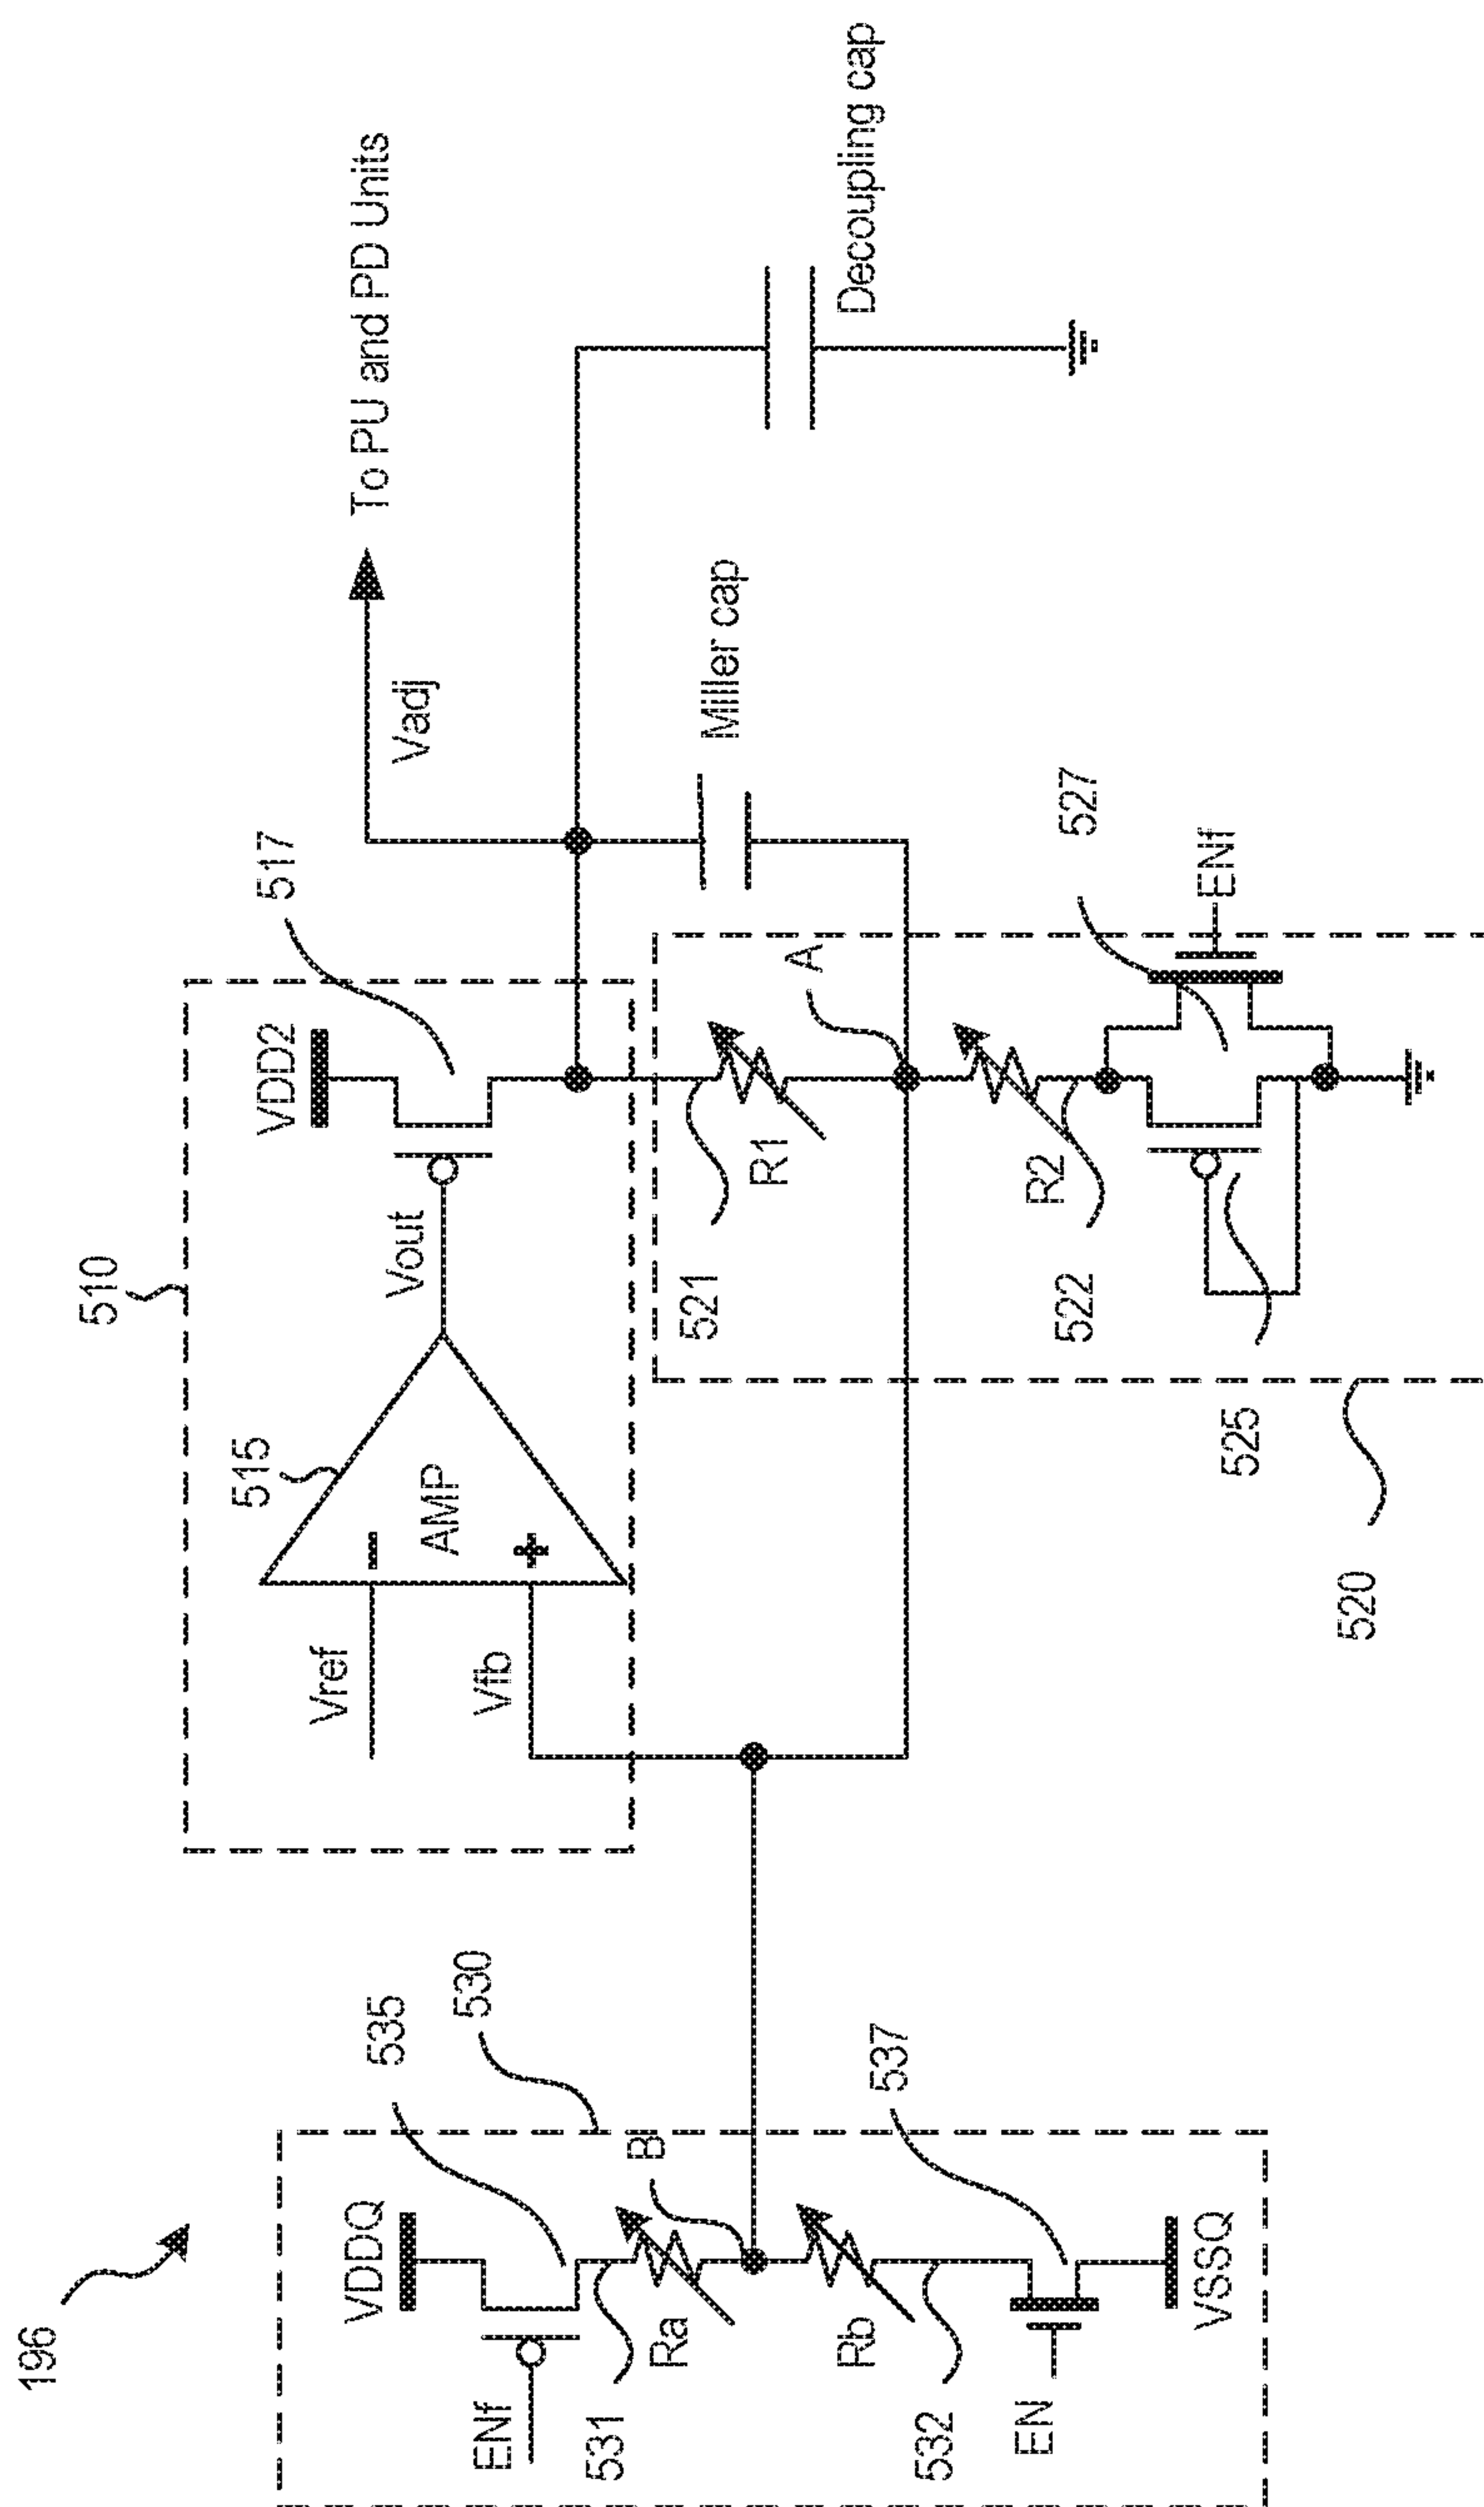 196
510
515
AMP
−
+
Vref
Vfb
Vout
VDD2
517
Vadj
To PU and PD Units
Miller cap
Decoupling cap
A
521
R1
R2
522
525
527
ENf
520
530
535
VDDQ
ENf
531
Ra
B
Rb
532
537
EN
VSSQ